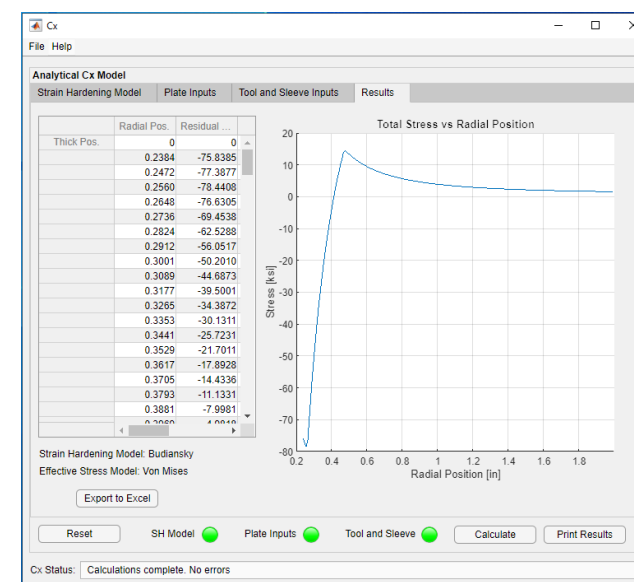 Cx
File Help
Analytical Cx Model
Strain Hardening Model Plate Inputs Tool and Sleeve Inputs Results
Radial Pos. Residual ...
Thick Pos. 0 0
0.2384 -75.8385
0.2472 -77.3877
0.2560 -78.4408
0.2648 -76.6305
0.2736 -69.4538
0.2824 -62.5288
0.2912 -56.0517
0.3001 -50.2010
0.3089 -44.6873
0.3177 -39.5001
0.3265 -34.3872
0.3353 -30.1311
0.3441 -25.7231
0.3529 -21.7011
0.3617 -17.8928
0.3705 -14.4336
0.3793 -11.1331
0.3881 -7.9981
Strain Hardening Model: Budiansky
Effective Stress Model: Von Mises
Export to Excel
Total Stress vs Radial Position
20
10
0
-10
-20
-30
-40
-50
-60
-70
-80
Stress [ksi]
0.2 0.4 0.6 0.8 1 1.2 1.4 1.6 1.8
Radial Position [in]
Reset SH Model Plate Inputs Tool and Sleeve Calculate Print Results
Cx Status: Calculations complete. No errors